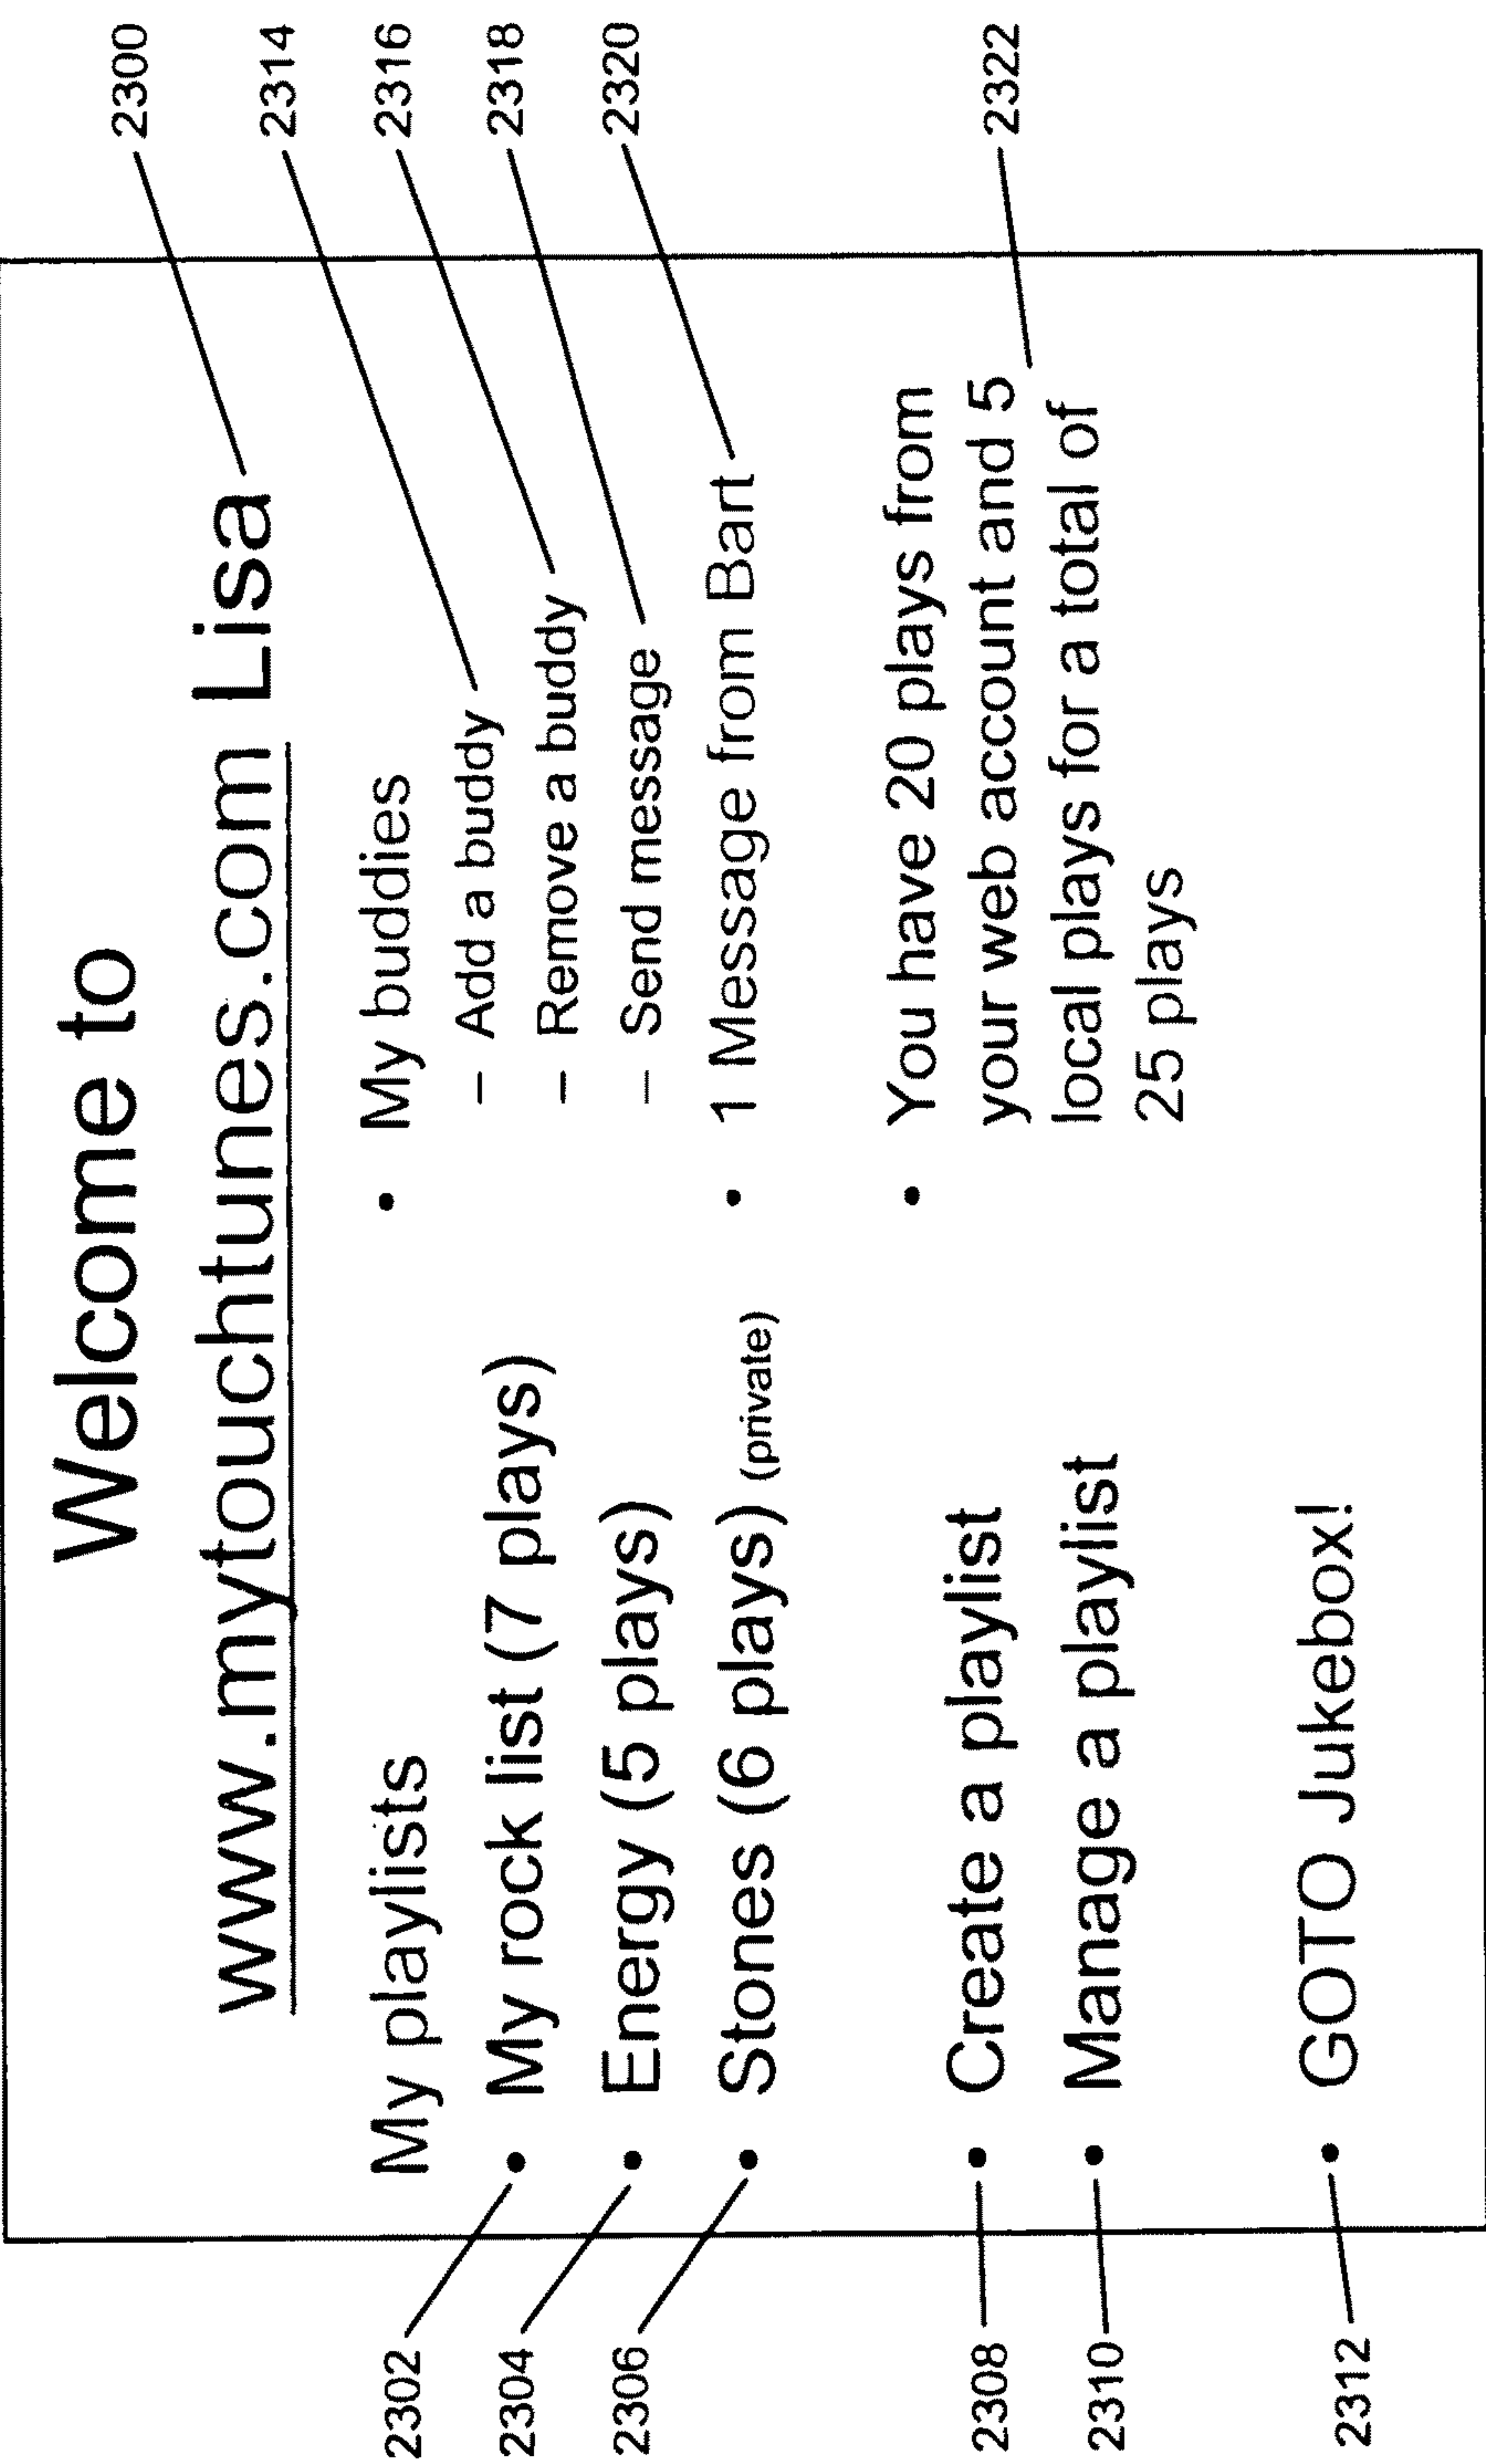 Welcome to
www.mytouchtunes.com Lisa
2300
My playlists
2302
• My rock list (7 plays)
2304
• Energy (5 plays)
2306
• Stones (6 plays) (private)
2308
• Create a playlist
2310
• Manage a playlist
2312
• GOTO Jukebox!
• My buddies
– Add a buddy
2314
– Remove a buddy
2316
– Send message
2318
• 1 Message from Bart
2320
• You have 20 plays from
your web account and 5
local plays for a total of
25 plays
2322